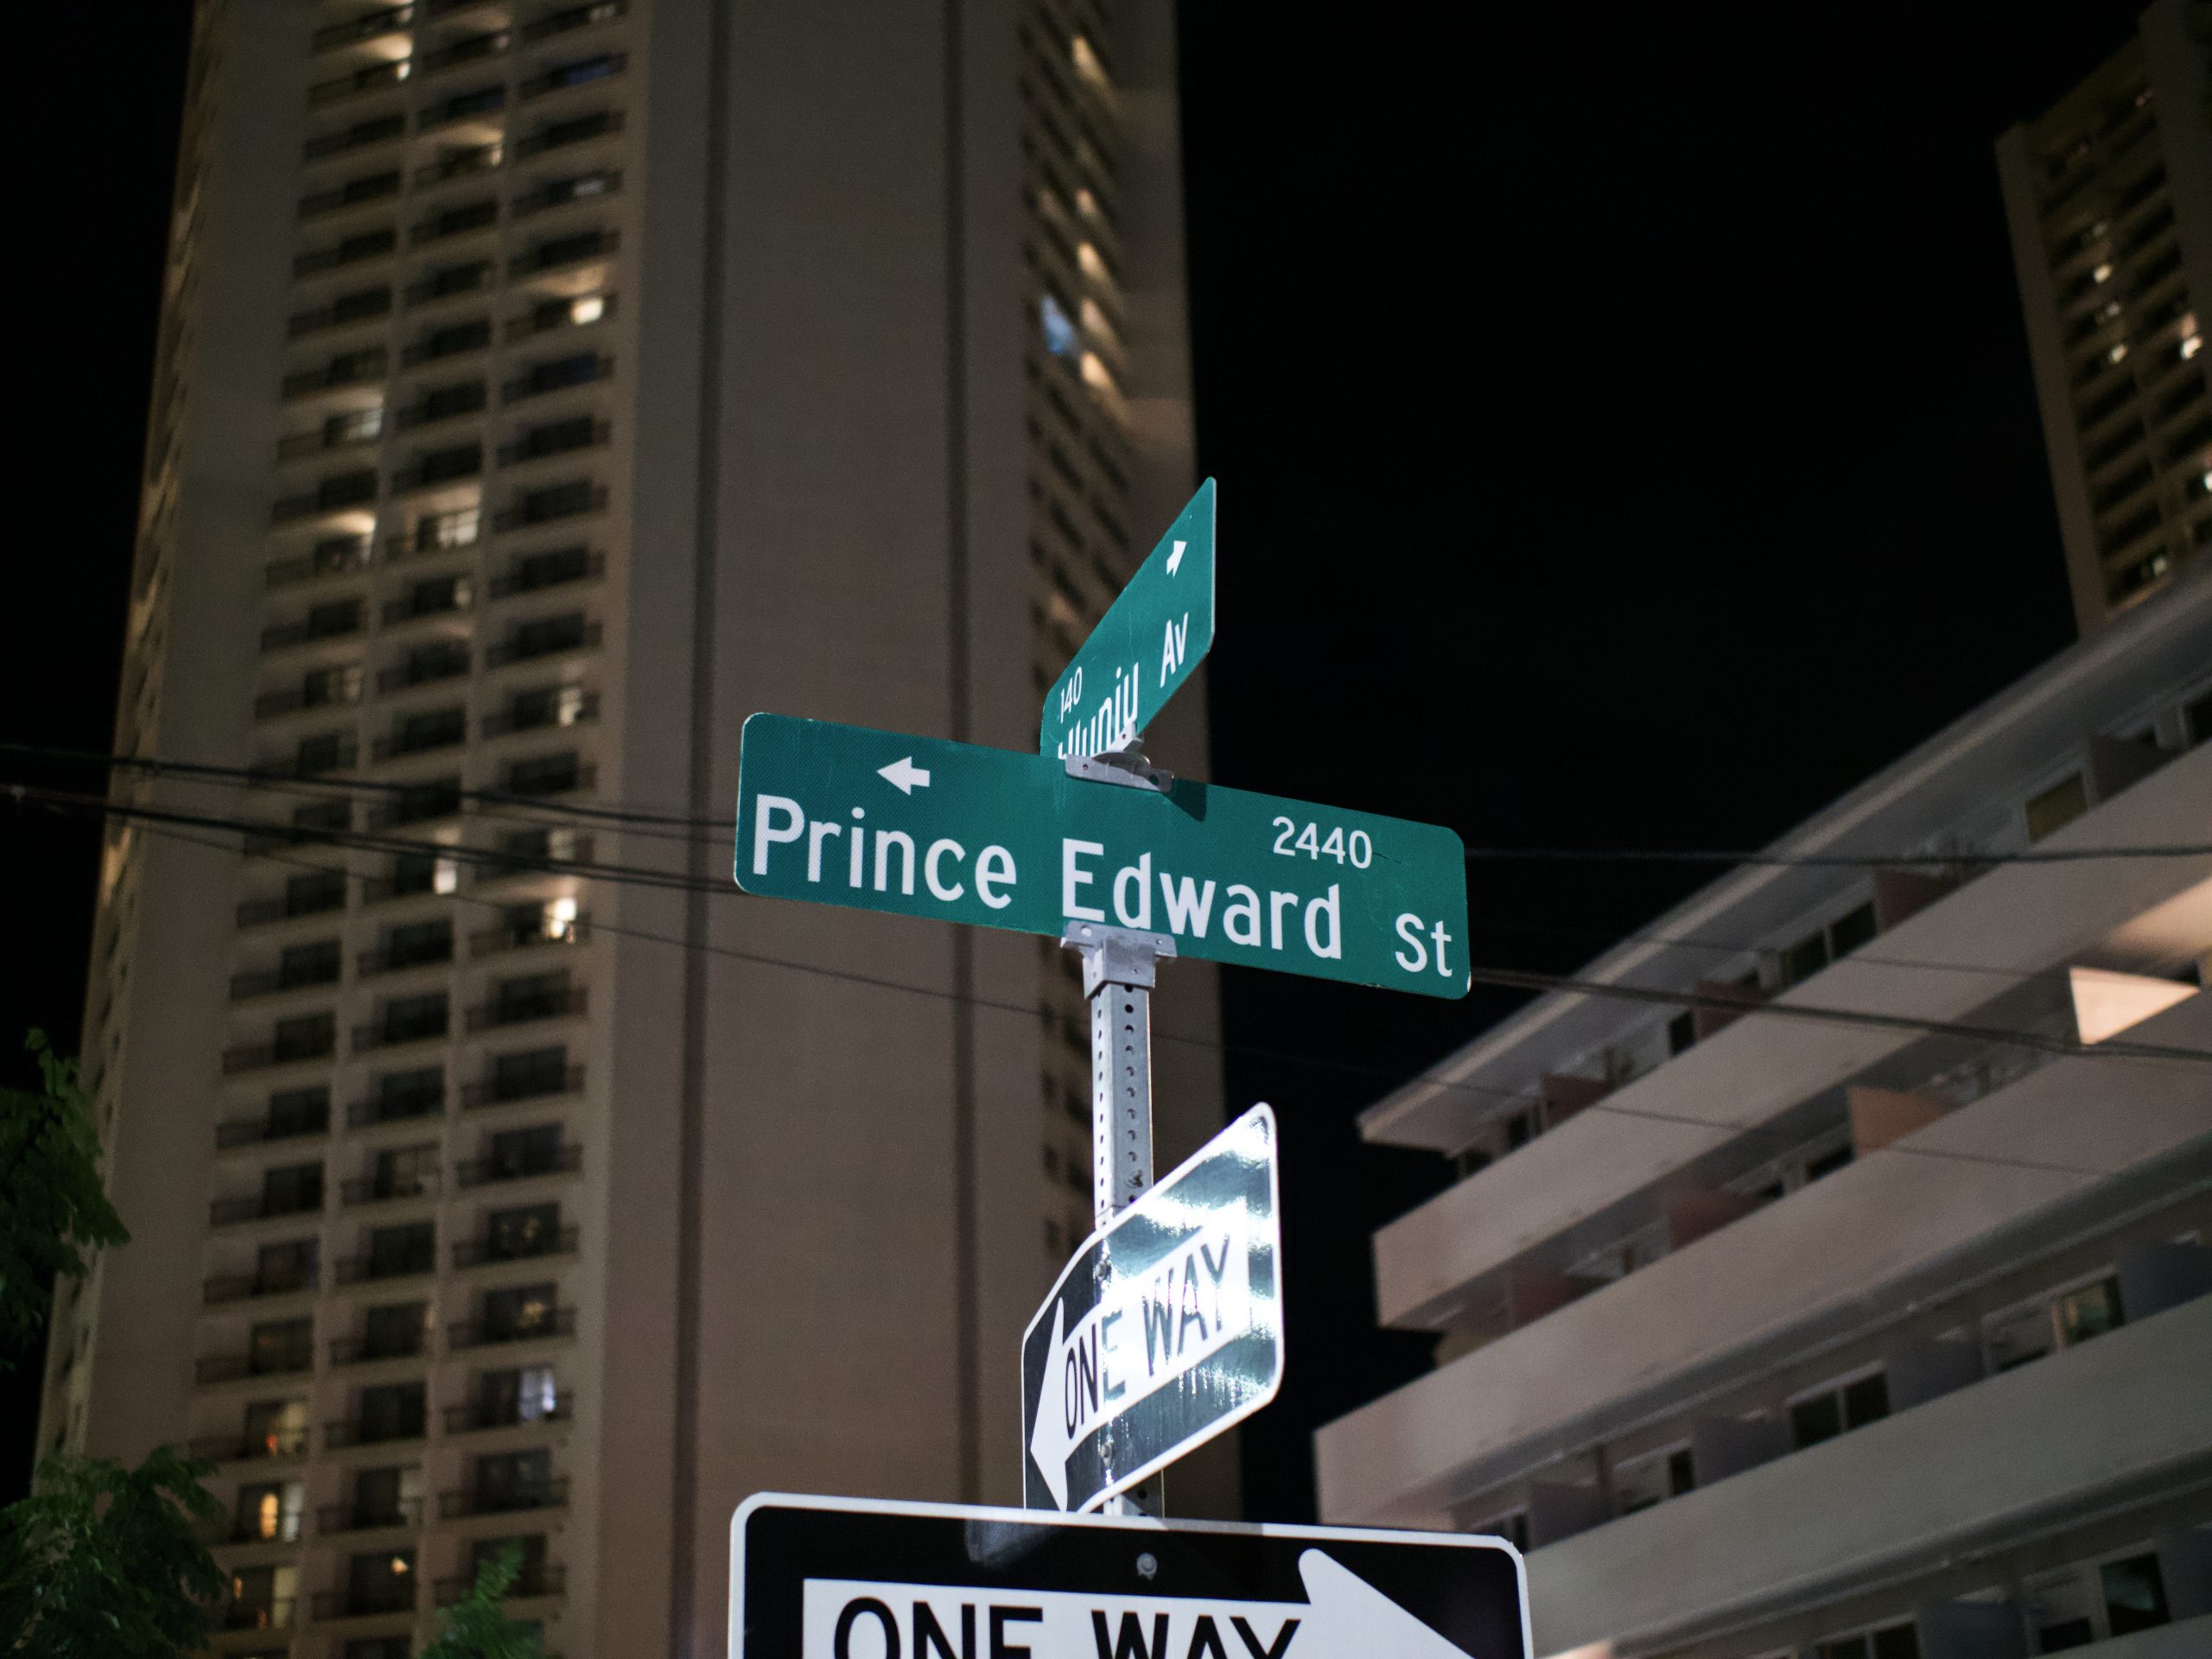 140
Av
2440
Prince Edward St
ONE WAY
ONE WAY